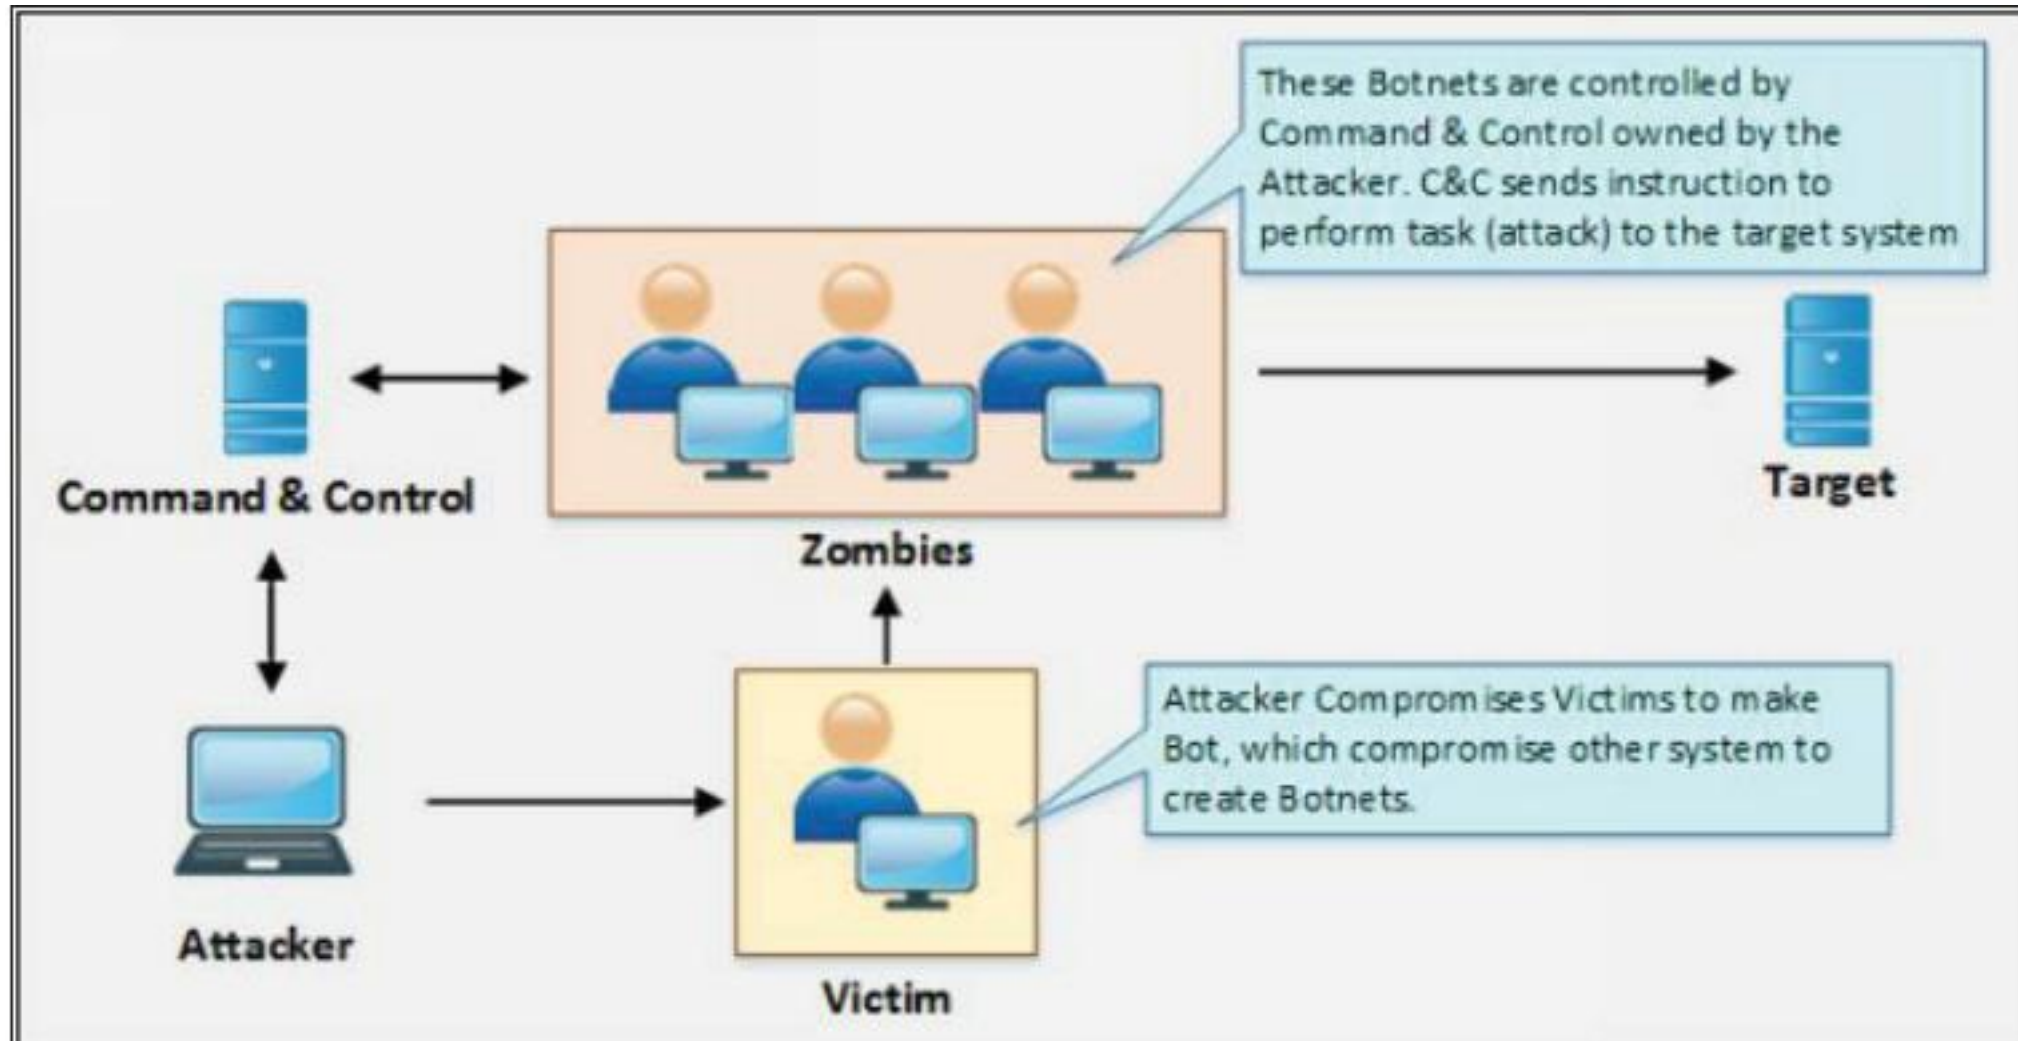 These Botnets are controlled by
Command & Control owned by the
Attacker. C&C sends instruction to
perform task (attack) to the target system
Command & Control
Zombies
Target
Attacker Compromises Victims to make
Bot, which compromise other system to
create Botnets.
Attacker
Victim